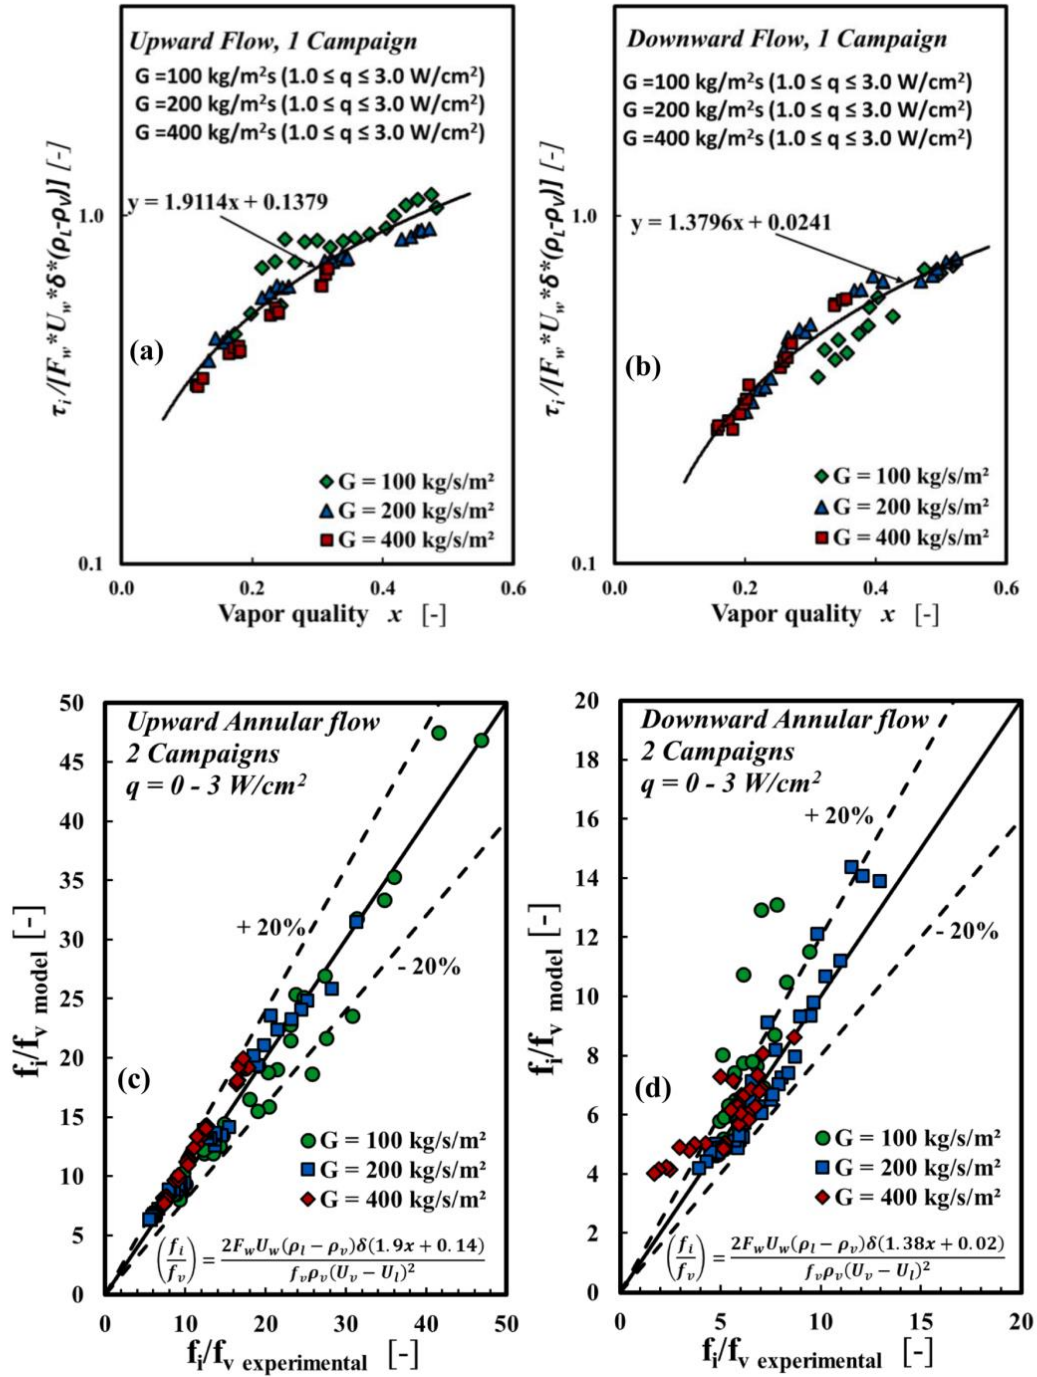 Upward Flow, 1 Campaign
G =100 kg/m²s (1.0 ≤ q ≤ 3.0 W/cm²)
G =200 kg/m²s (1.0 ≤ q ≤ 3.0 W/cm²)
G =400 kg/m²s (1.0 ≤ q ≤ 3.0 W/cm²)
y = 1.9114x + 0.1379
(a)
G = 100 kg/s/m²
G = 200 kg/s/m²
G = 400 kg/s/m²
1.0
0.1
0.0 0.2 0.4 0.6
Vapor quality x [-]
τi /[Fw*Uw*δ*(ρL-ρV)] [-]
Downward Flow, 1 Campaign
G =100 kg/m²s (1.0 ≤ q ≤ 3.0 W/cm²)
G =200 kg/m²s (1.0 ≤ q ≤ 3.0 W/cm²)
G =400 kg/m²s (1.0 ≤ q ≤ 3.0 W/cm²)
y = 1.3796x + 0.0241
(b)
G = 100 kg/s/m²
G = 200 kg/s/m²
G = 400 kg/s/m²
1.0
0.1
0.0 0.2 0.4 0.6
Vapor quality x [-]
τi /[Fw*Uw*δ*(ρL-ρV)] [-]
Upward Annular flow
2 Campaigns
q = 0 - 3 W/cm²
+ 20%
- 20%
(c)
G = 100 kg/s/m²
G = 200 kg/s/m²
G = 400 kg/s/m²
(fi/fv) = 2FwUw(ρl − ρv)δ(1.9x + 0.14) / fvρv(Uv − Ul)²
50
45
40
35
30
25
20
15
10
5
0
0 10 20 30 40 50
fi/fv experimental [-]
fi/fv model [-]
Downward Annular flow
2 Campaigns
q = 0 - 3 W/cm²
+ 20%
- 20%
(d)
G = 100 kg/s/m²
G = 200 kg/s/m²
G = 400 kg/s/m²
(fi/fv) = 2FwUw(ρl − ρv)δ(1.38x + 0.02) / fvρv(Uv − Ul)²
20
18
16
14
12
10
8
6
4
2
0
0 5 10 15 20
fi/fv experimental [-]
fi/fv model [-]